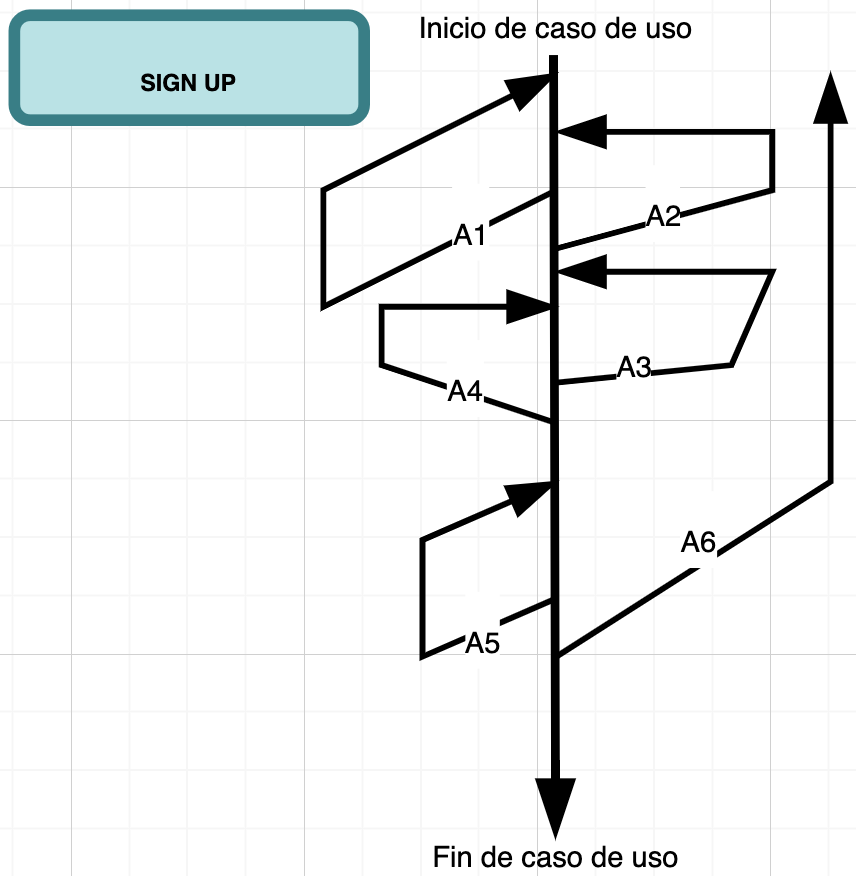 Inicio de caso de uso
SIGN UP
A1
A2
A3
A4
A6
A5
Fin de caso de uso